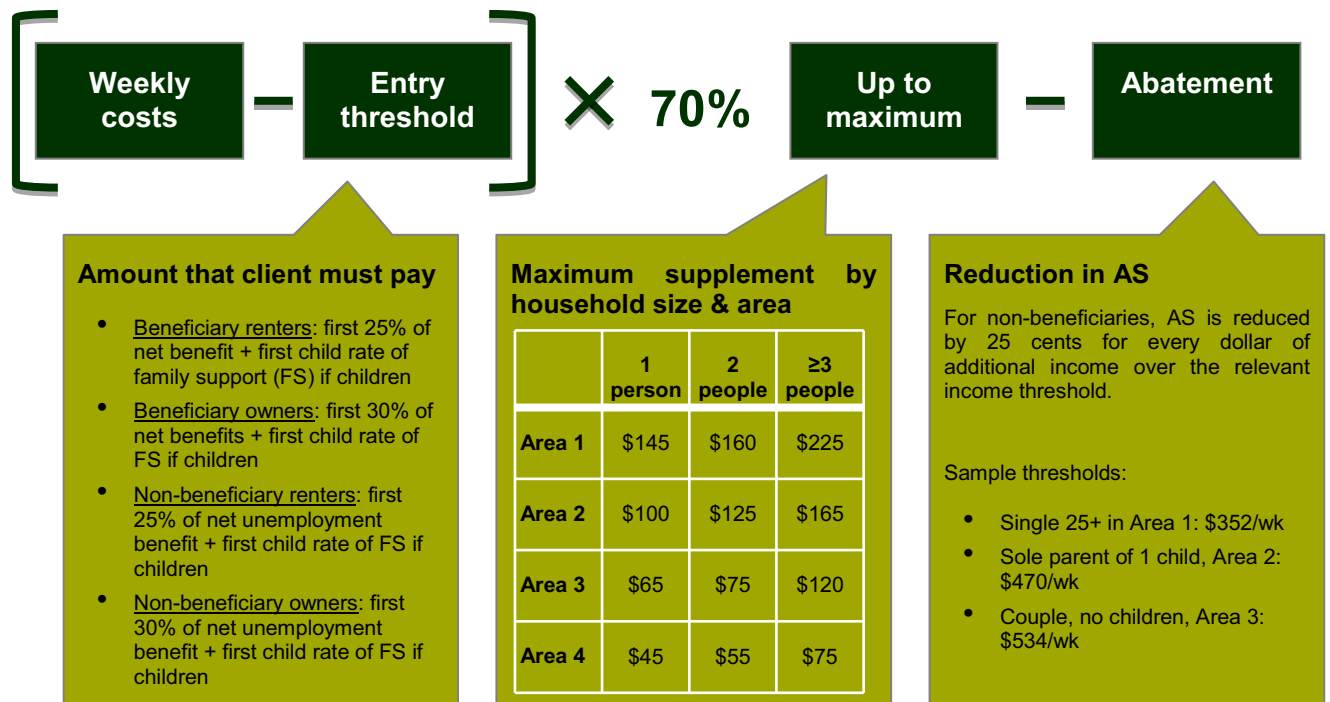 Weekly
costs
–
Entry
threshold
×
70%
Up to
maximum
–
Abatement
Amount that client must pay
• Beneficiary renters: first 25% of
net benefit + first child rate of
family support (FS) if children
• Beneficiary owners: first 30% of
net benefits + first child rate of
FS if children
• Non-beneficiary renters: first
25% of net unemployment
benefit + first child rate of FS if
children
• Non-beneficiary owners: first
30% of net unemployment
benefit + first child rate of FS if
children
Maximum supplement by
household size & area
1 person 2 people ≥3 people
Area 1 $145 $160 $225
Area 2 $100 $125 $165
Area 3 $65 $75 $120
Area 4 $45 $55 $75
Reduction in AS
For non-beneficiaries, AS is reduced
by 25 cents for every dollar of
additional income over the relevant
income threshold.
Sample thresholds:
• Single 25+ in Area 1: $352/wk
• Sole parent of 1 child, Area 2:
$470/wk
• Couple, no children, Area 3:
$534/wk